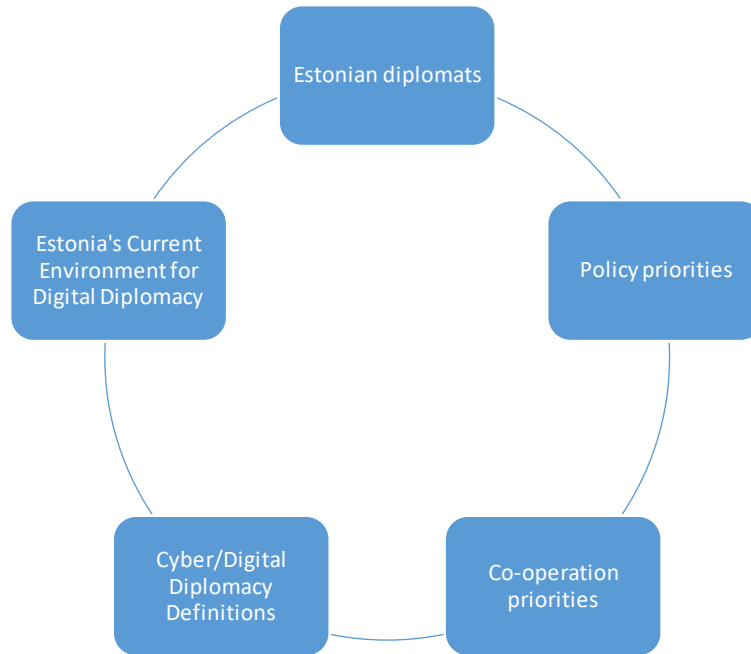 Estonian diplomats
Estonia's Current
Environment for
Digital Diplomacy
Policy priorities
Cyber/Digital
Diplomacy
Definitions
Co-operation
priorities